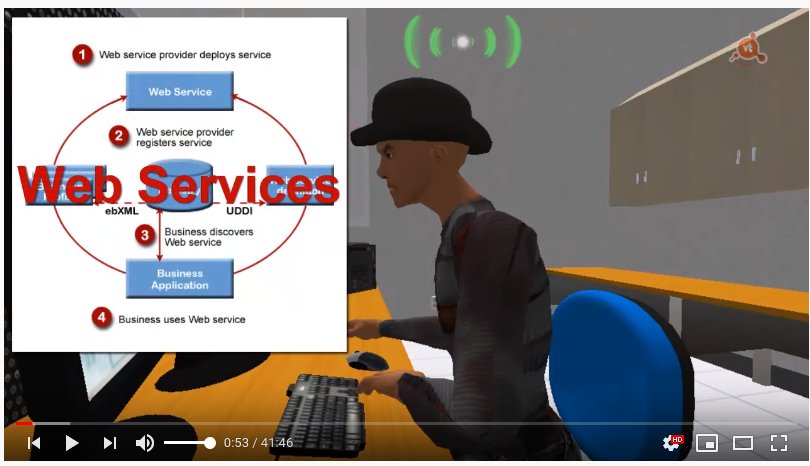 1
Web service provider deploys service
Web Service
2
Web service provider
registers service
Web Services
ebXML
UDDI
3
Business discovers
Web service
Business
Application
4
Business uses Web service
vt
0:53 / 41:46
HD